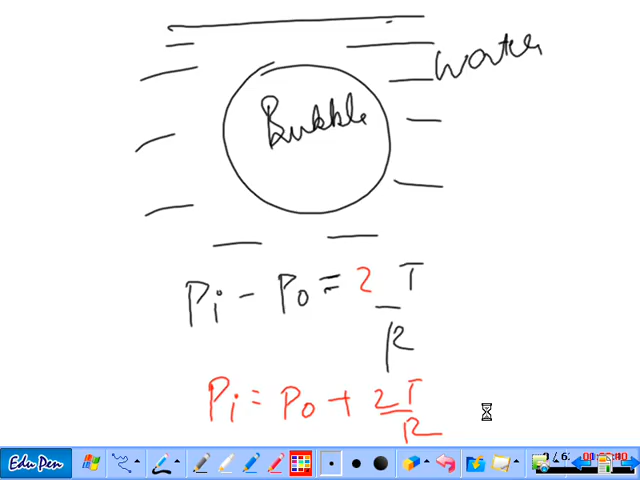 water
Bubble
Pi - Po = 2T/R
Pi = Po + 2T/R
Edu Pen